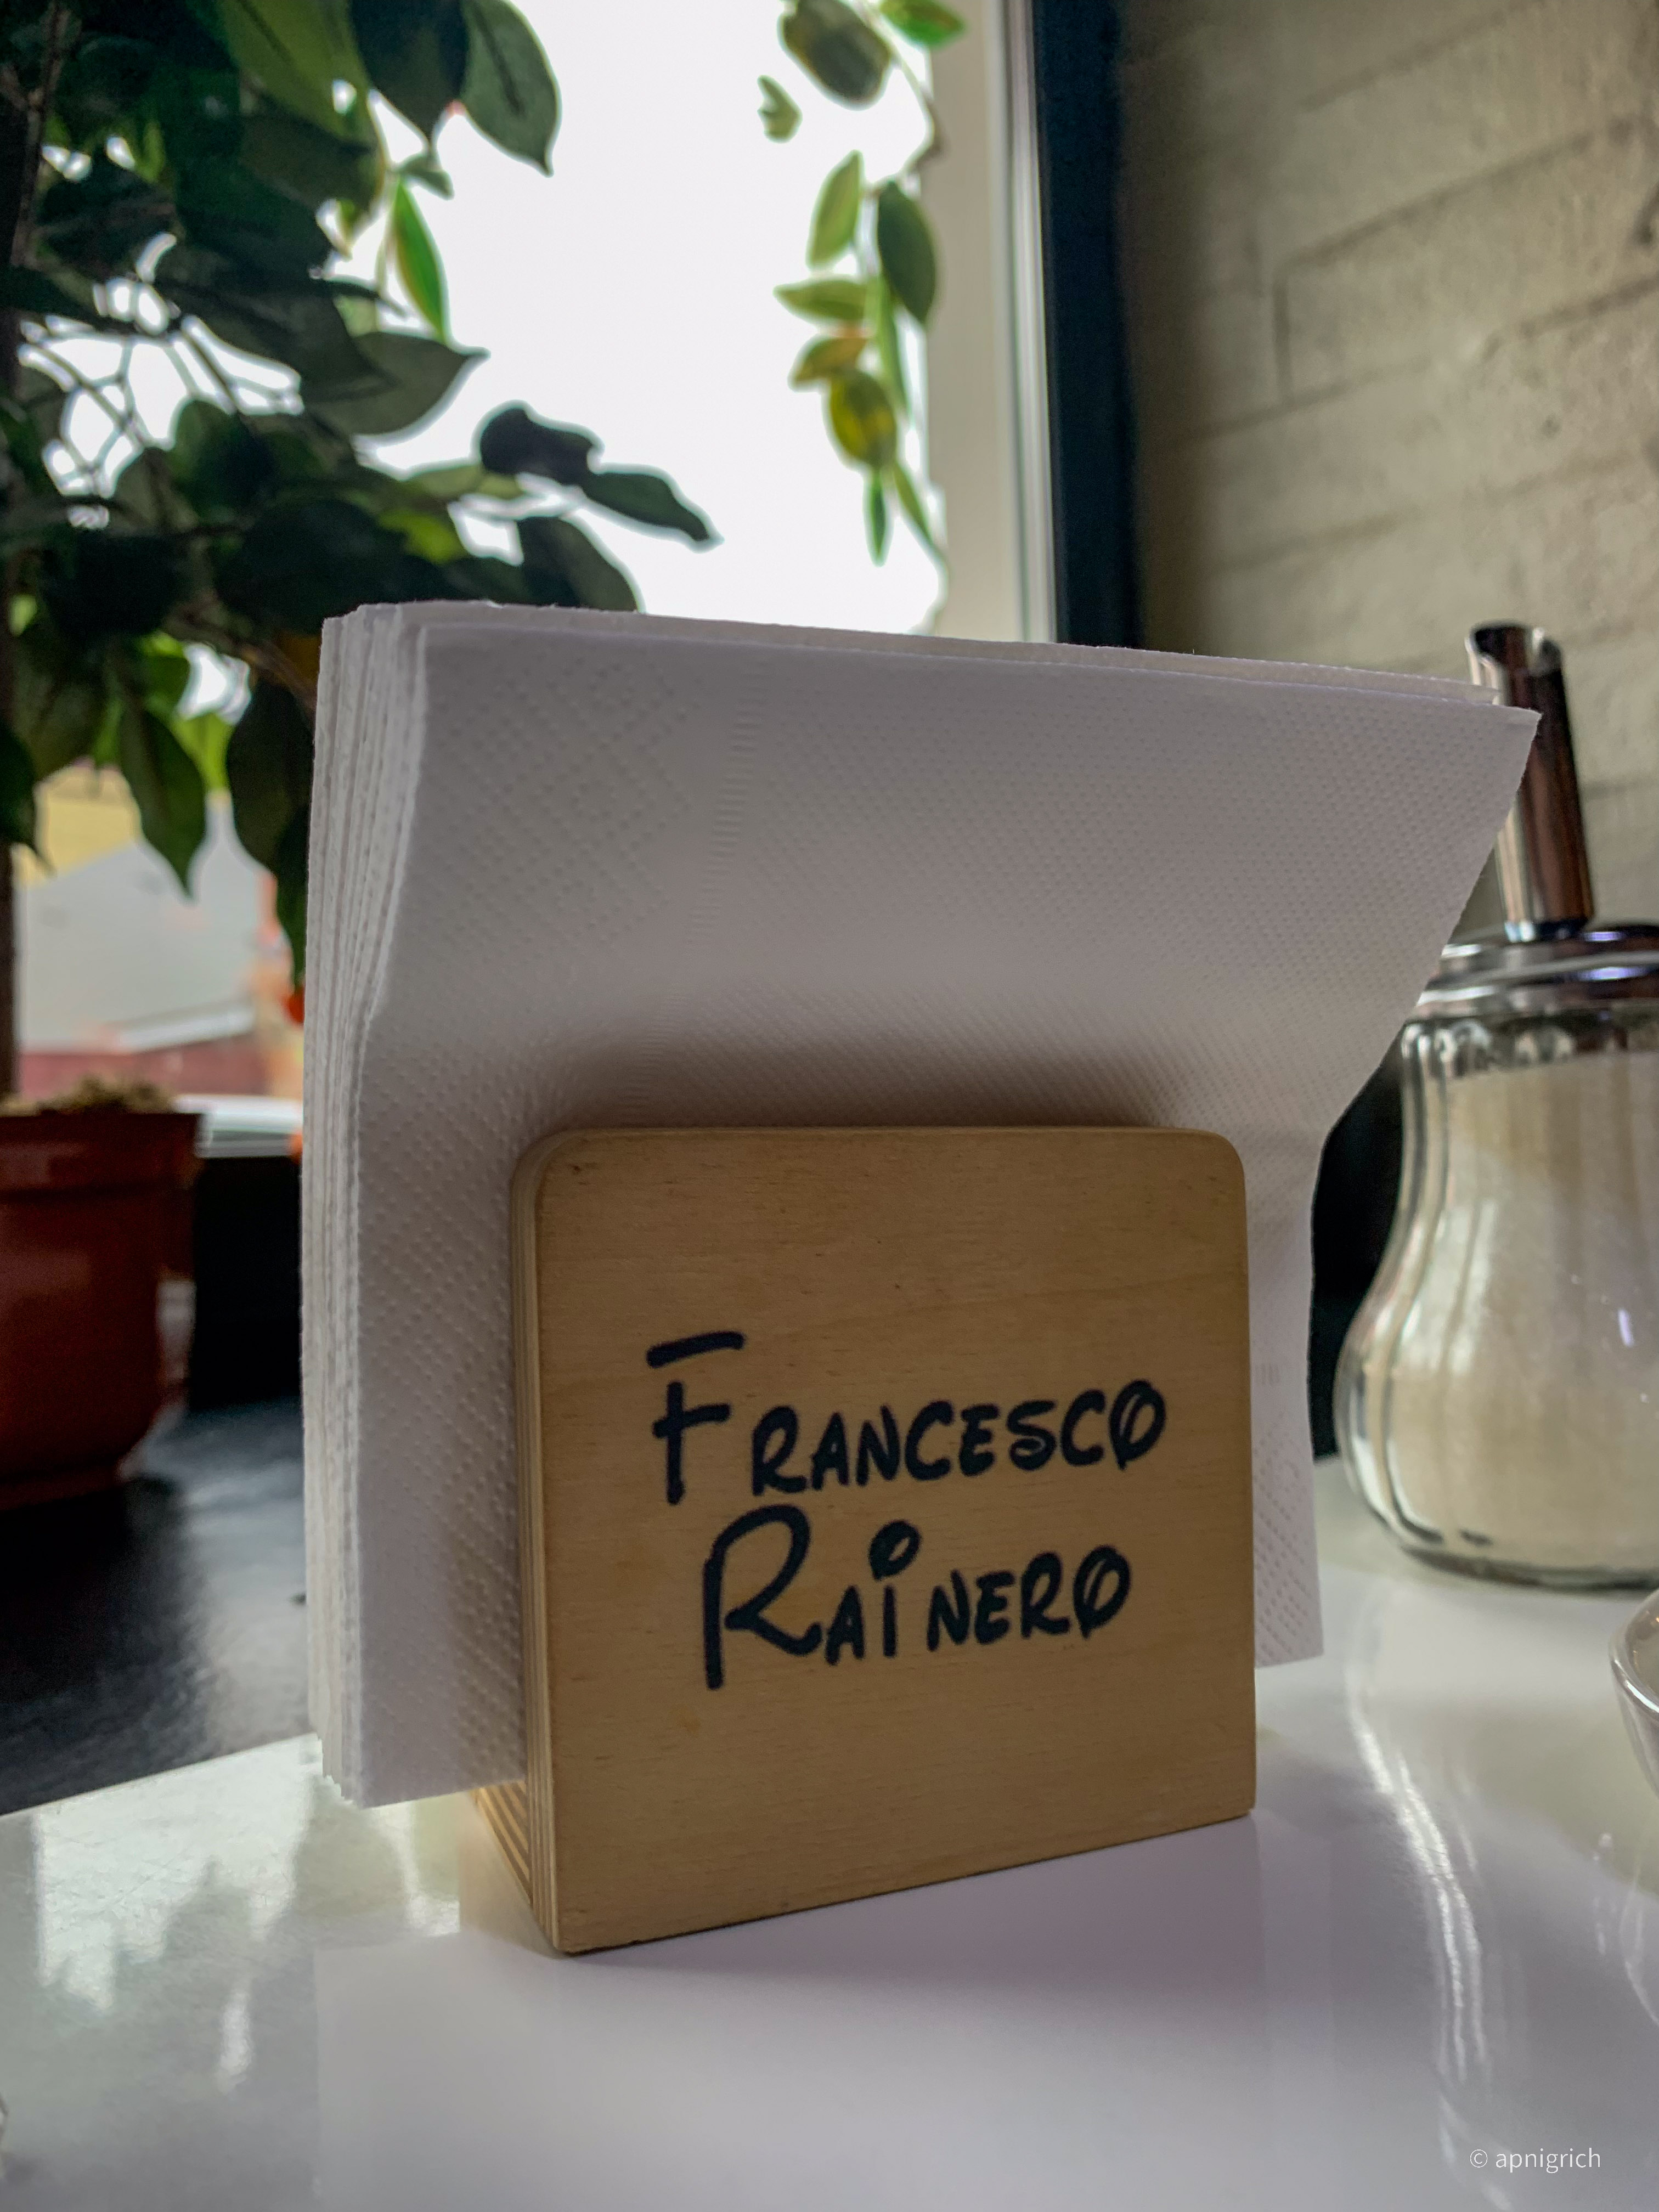 Francesco
Rainero
© apnigrich